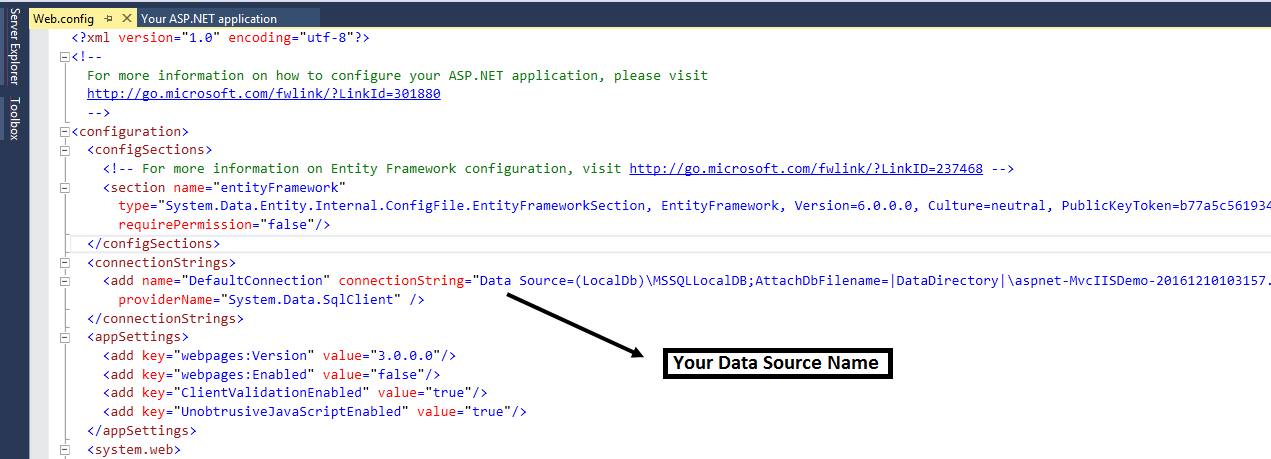 Server Explorer
Toolbox
Web.config
Your ASP.NET application
<?xml version="1.0" encoding="utf-8"?>
<!--
For more information on how to configure your ASP.NET application, please visit
http://go.microsoft.com/fwlink/?LinkId=301880
-->
<configuration>
<configSections>
<!-- For more information on Entity Framework configuration, visit http://go.microsoft.com/fwlink/?LinkID=237468 -->
<section name="entityFramework"
type="System.Data.Entity.Internal.ConfigFile.EntityFrameworkSection, EntityFramework, Version=6.0.0.0, Culture=neutral, PublicKeyToken=b77a5c561934
requirePermission="false"/>
</configSections>
<connectionStrings>
<add name="DefaultConnection" connectionString="Data Source=(LocalDb)\MSSQLLocalDB;AttachDbFilename=|DataDirectory|\aspnet-MvcIISDemo-20161210103157.
providerName="System.Data.SqlClient" />
</connectionStrings>
<appSettings>
<add key="webpages:Version" value="3.0.0.0"/>
Your Data Source Name
<add key="webpages:Enabled" value="false"/>
<add key="ClientValidationEnabled" value="true"/>
<add key="UnobtrusiveJavaScriptEnabled" value="true"/>
</appSettings>
<system.web>